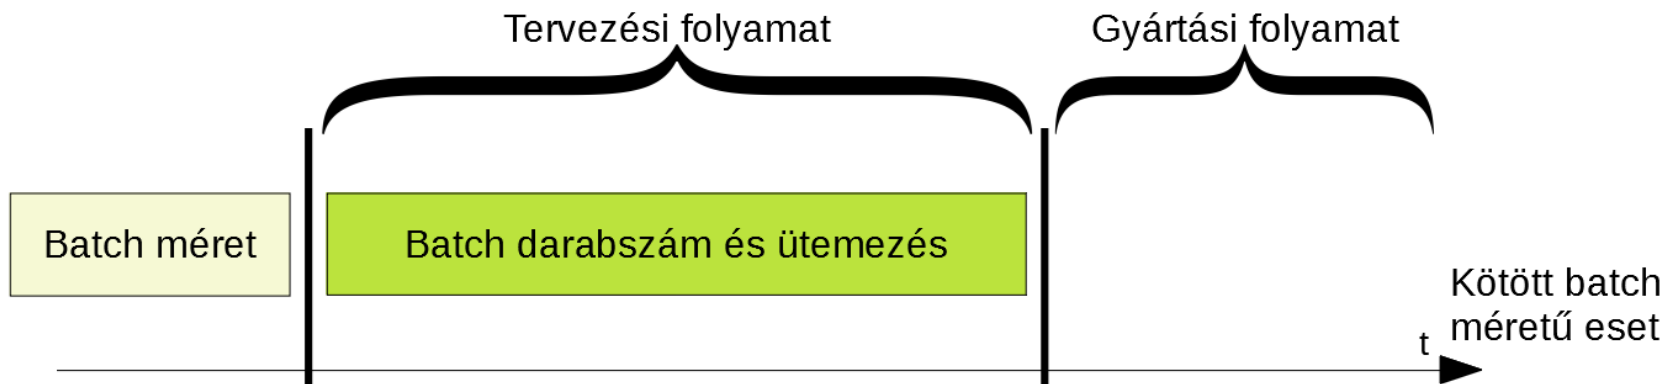 Tervezési folyamat
Gyártási folyamat
Batch méret
Batch darabszám és ütemezés
Kötött batch
méretű eset
t